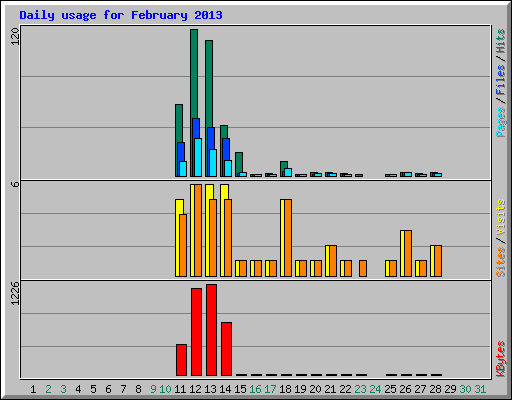 Daily usage for February 2013
120
Pages / Files / Hits
6
Sites / Visits
1226
KBytes
1 2 3 4 5 6 7 8 9 10 11 12 13 14 15 16 17 18 19 20 21 22 23 24 25 26 27 28 29 30 31